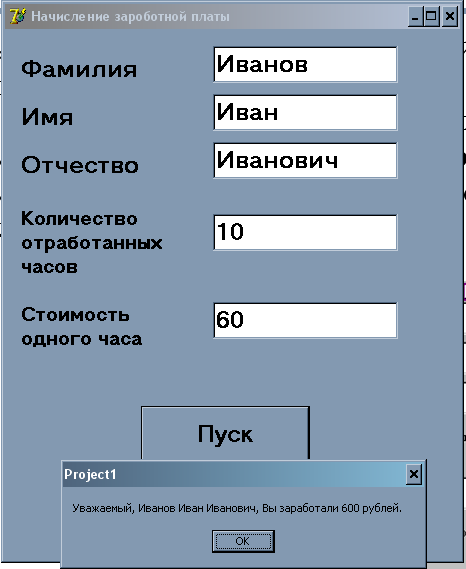 Начисление зароботной платы
Фамилия
Иванов
Имя
Иван
Отчество
Иванович
Количество
отработанных
часов
10
Стоимость
одного часа
60
Пуск
Project1
Уважаемый, Иванов Иван Иванович, Вы заработали 600 рублей.
OK